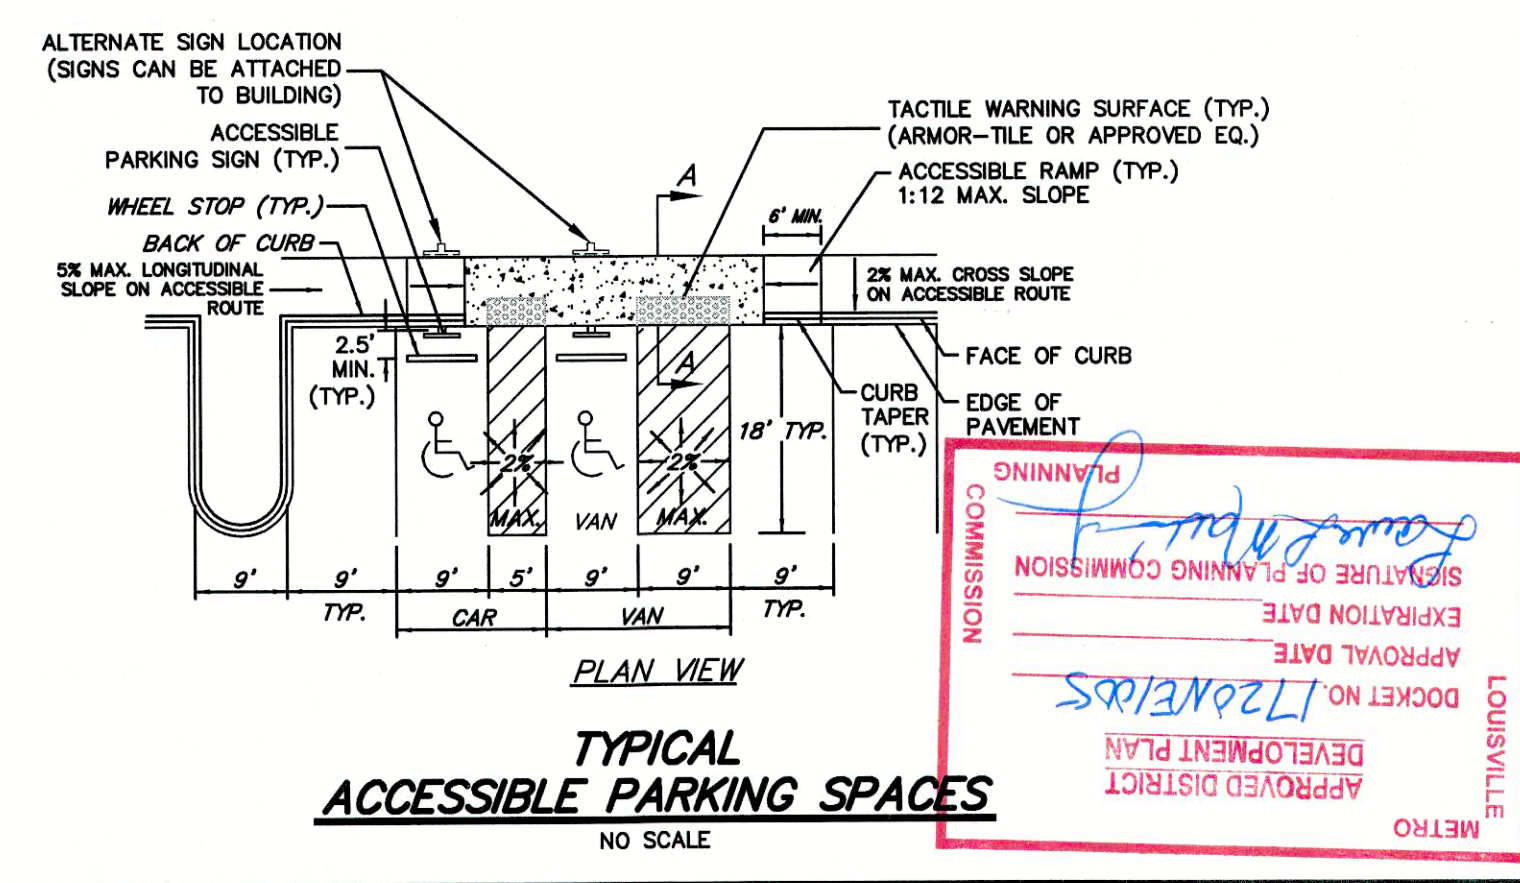 ALTERNATE SIGN LOCATION
(SIGNS CAN BE ATTACHED
TO BUILDING)
ACCESSIBLE
PARKING SIGN (TYP.)
WHEEL STOP (TYP.)
BACK OF CURB
5% MAX. LONGITUDINAL
SLOPE ON ACCESSIBLE
ROUTE
TACTILE WARNING SURFACE (TYP.)
(ARMOR-TILE OR APPROVED EQ.)
ACCESSIBLE RAMP (TYP.)
1:12 MAX. SLOPE
A
6' MIN.
2% MAX. CROSS SLOPE
ON ACCESSIBLE ROUTE
2.5'
MIN.
(TYP.)
A
FACE OF CURB
CURB
TAPER
(TYP.)
EDGE OF
PAVEMENT
18' TYP.
2%
MAX.
VAN
2%
MAX.
9'
9'
TYP.
9'
5'
9'
9'
9'
TYP.
CAR
VAN
PLAN VIEW
TYPICAL
ACCESSIBLE PARKING SPACES
NO SCALE
LOUISVILLE
METRO
APPROVED DISTRICT
DEVELOPMENT PLAN
DOCKET NO. 1720NE1005
APPROVAL DATE
EXPIRATION DATE
SIGNATURE OF PLANNING COMMISSION
PLANNING
COMMISSION